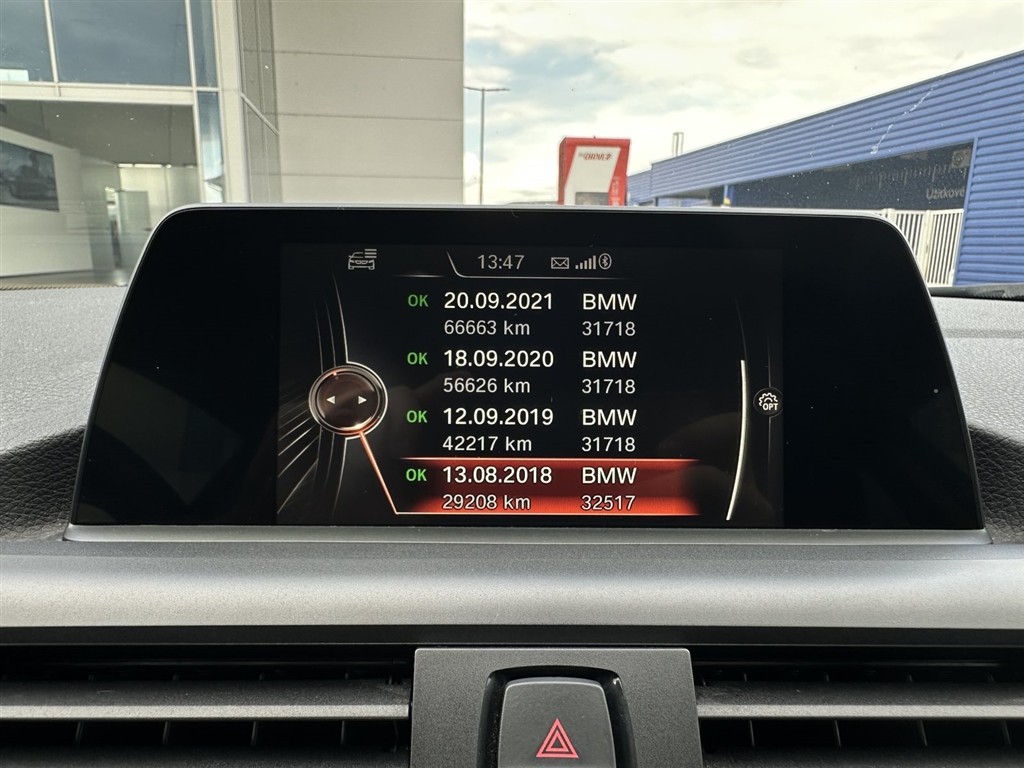 Užitkové
13:47
OK 20.09.2021 BMW
66663 km 31718
OK 18.09.2020 BMW
56626 km 31718
OPT
OK 12.09.2019 BMW
42217 km 31718
OK 13.08.2018 BMW
29208 km 32517